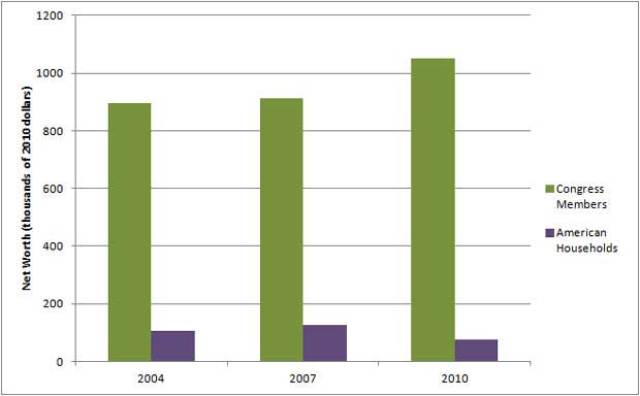 1200
1000
800
600
400
200
0
Net Worth (thousands of 2010 dollars)
2004
2007
2010
Congress
Members
American
Households